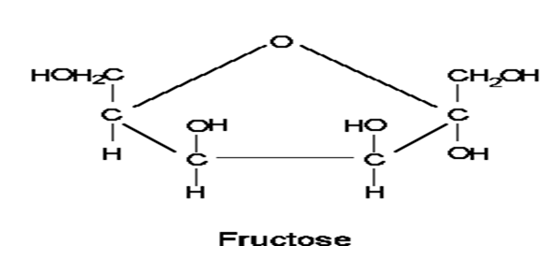 O
HOH2C CH2OH
C C
OH HO
H OH
C C
H H
Fructose